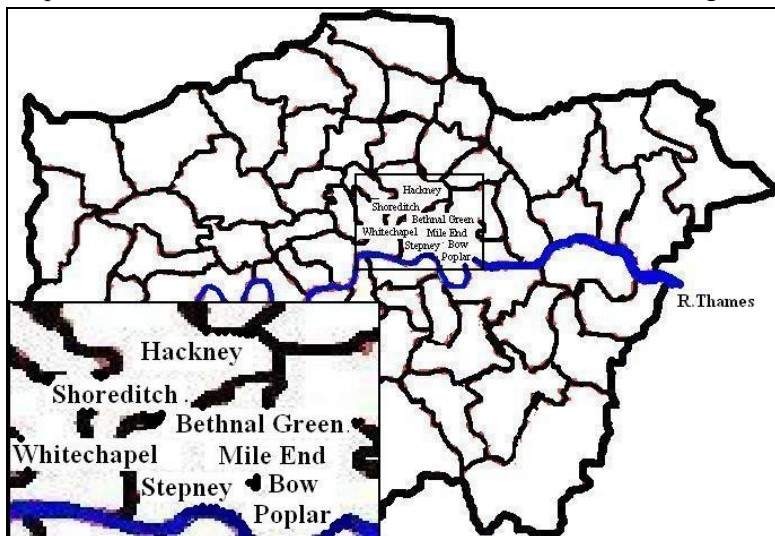 Hackney
Shoreditch
Bethnal Green
Whitechapel Mile End
Stepney Bow
Poplar
R.Thames
Hackney
Shoreditch
Bethnal Green
Whitechapel Mile End
Stepney Bow
Poplar